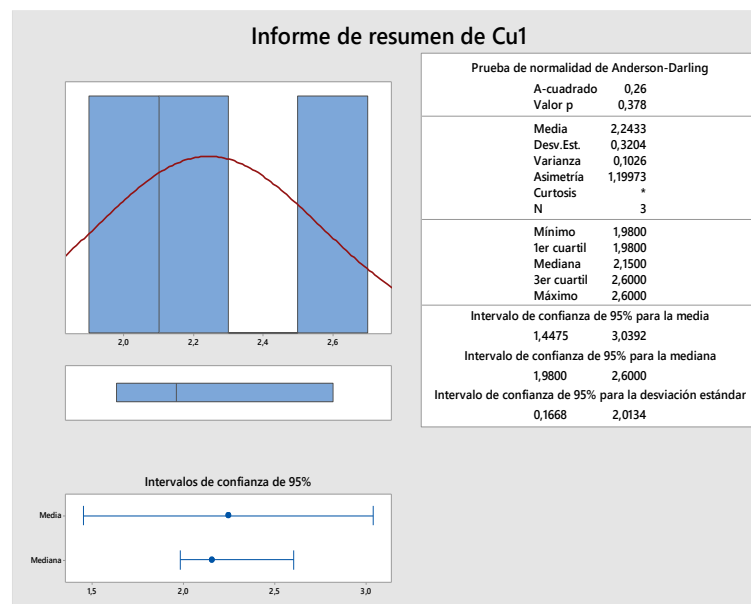 Informe de resumen de Cu1
2,0 2,2 2,4 2,6
Intervalos de confianza de 95%
Media
Mediana
1,5 2,0 2,5 3,0
Prueba de normalidad de Anderson-Darling
A-cuadrado 0,26
Valor p 0,378
Media 2,2433
Desv.Est. 0,3204
Varianza 0,1026
Asimetría 1,19973
Curtosis *
N 3
Mínimo 1,9800
1er cuartil 1,9800
Mediana 2,1500
3er cuartil 2,6000
Máximo 2,6000
Intervalo de confianza de 95% para la media
1,4475 3,0392
Intervalo de confianza de 95% para la mediana
1,9800 2,6000
Intervalo de confianza de 95% para la desviación estándar
0,1668 2,0134